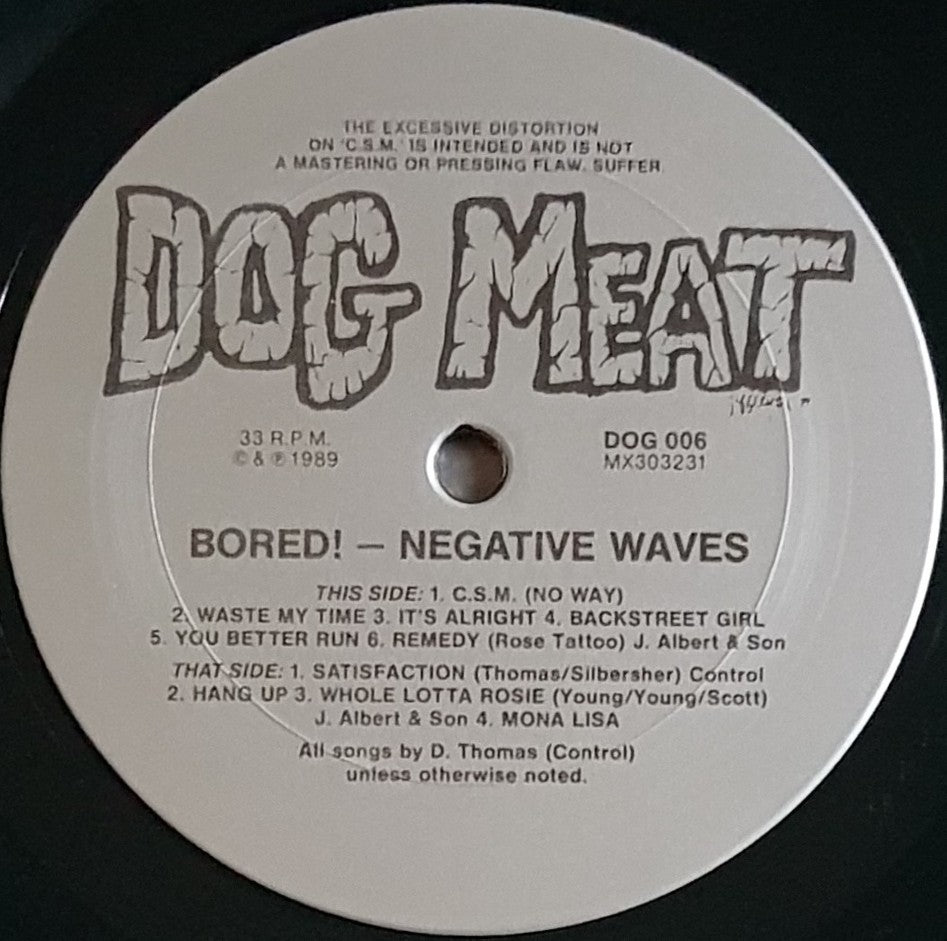 THE EXCESSIVE DISTORTION
ON 'C.S.M.' IS INTENDED AND IS NOT
A MASTERING OR PRESSING FLAW. SUFFER.
DOG MEAT
33 R.P.M.
© & ℗ 1989
DOG 006
MX303231
BORED! — NEGATIVE WAVES
THIS SIDE: 1. C.S.M. (NO WAY)
2. WASTE MY TIME 3. IT'S ALRIGHT 4. BACKSTREET GIRL
5. YOU BETTER RUN 6. REMEDY (Rose Tattoo) J. Albert & Son
THAT SIDE: 1. SATISFACTION (Thomas/Silbersher) Control
2. HANG UP 3. WHOLE LOTTA ROSIE (Young/Young/Scott)
J. Albert & Son 4. MONA LISA
All songs by D. Thomas (Control)
unless otherwise noted.